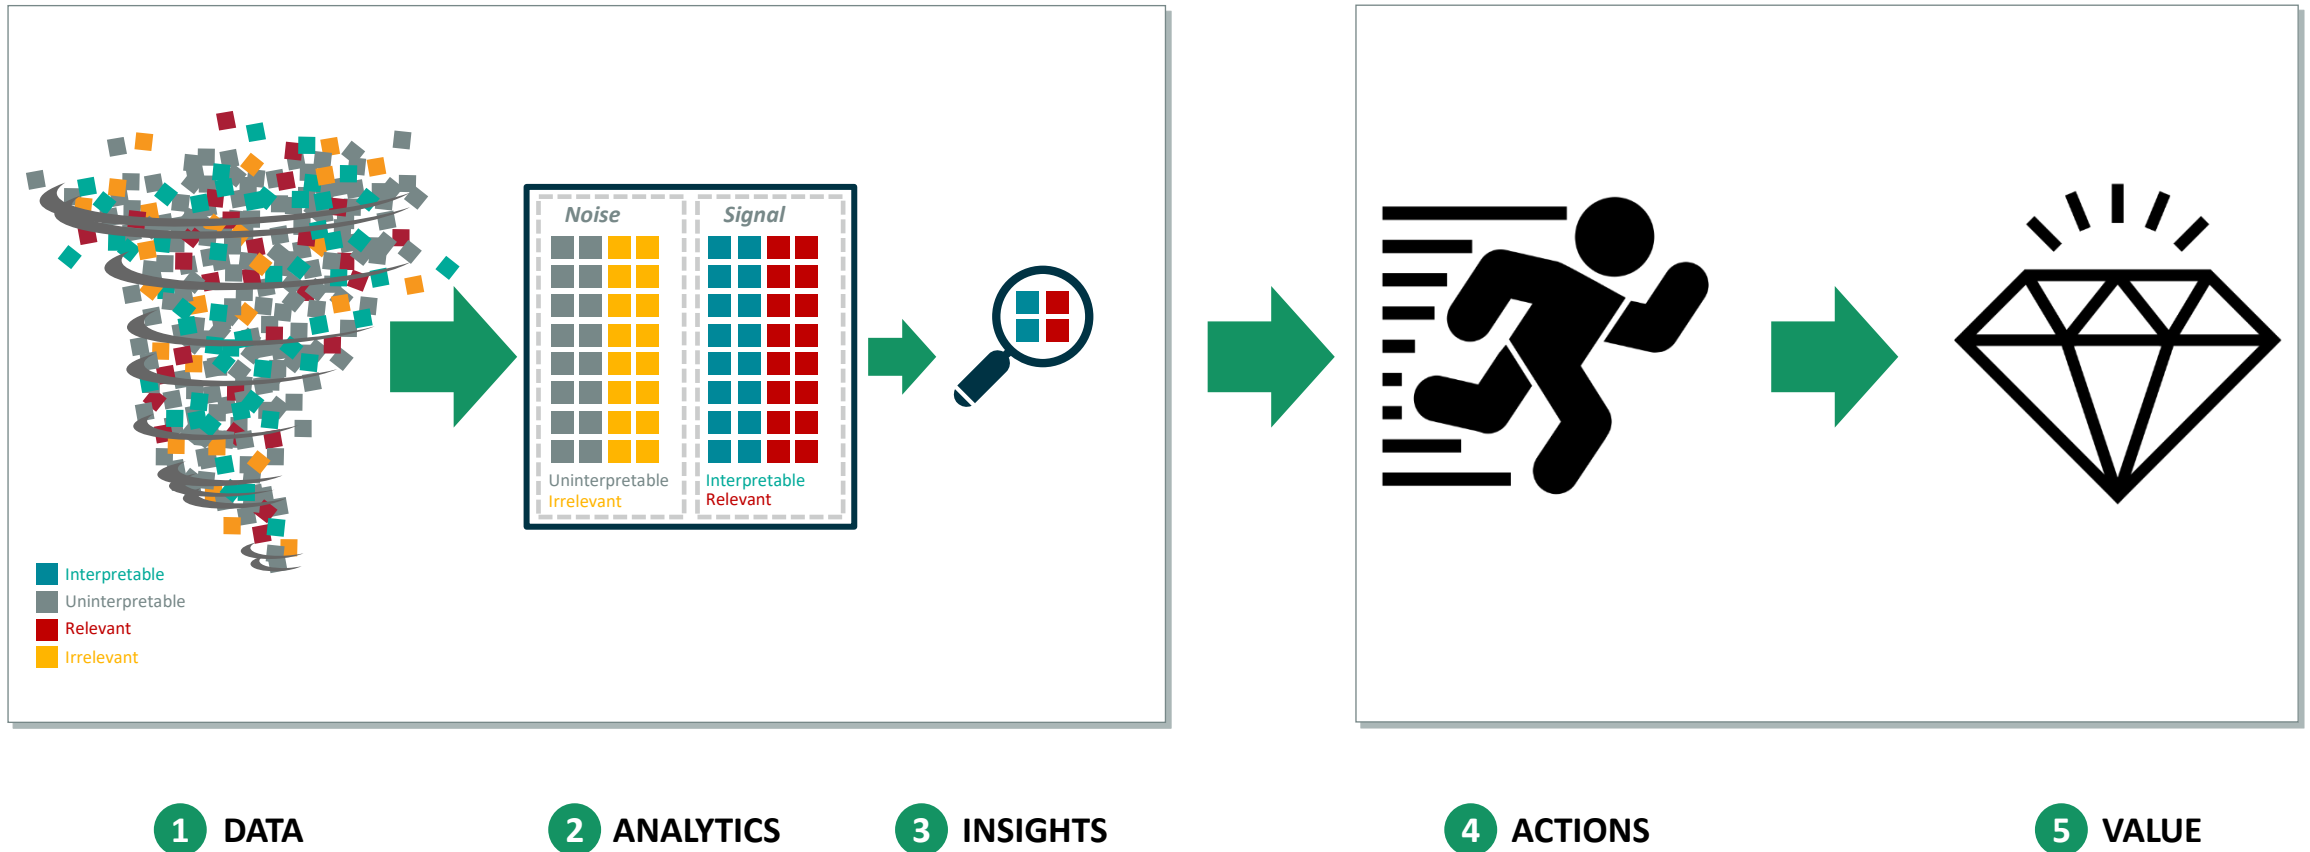 Noise
Signal
Uninterpretable
Irrelevant
Interpretable
Relevant
Interpretable
Uninterpretable
Relevant
Irrelevant
1 DATA
2 ANALYTICS
3 INSIGHTS
4 ACTIONS
5 VALUE